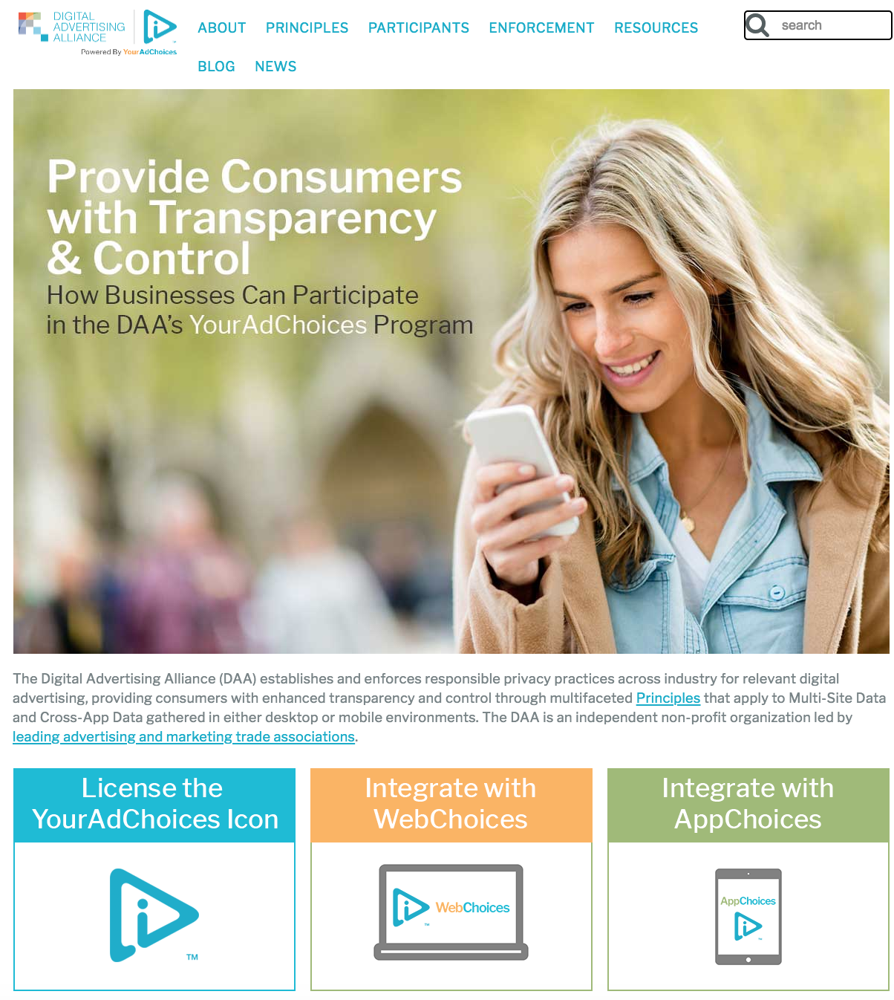 DIGITAL
ADVERTISING
ALLIANCE
Powered By YourAdChoices
ABOUT PRINCIPLES PARTICIPANTS ENFORCEMENT RESOURCES
BLOG NEWS
search
Provide Consumers
with Transparency
& Control
How Businesses Can Participate
in the DAA's YourAdChoices Program
The Digital Advertising Alliance (DAA) establishes and enforces responsible privacy practices across industry for relevant digital
advertising, providing consumers with enhanced transparency and control through multifaceted Principles that apply to Multi-Site Data
and Cross-App Data gathered in either desktop or mobile environments. The DAA is an independent non-profit organization led by
leading advertising and marketing trade associations.
License the
YourAdChoices Icon
TM
Integrate with
WebChoices
WebChoices
TM
Integrate with
AppChoices
AppChoices
TM